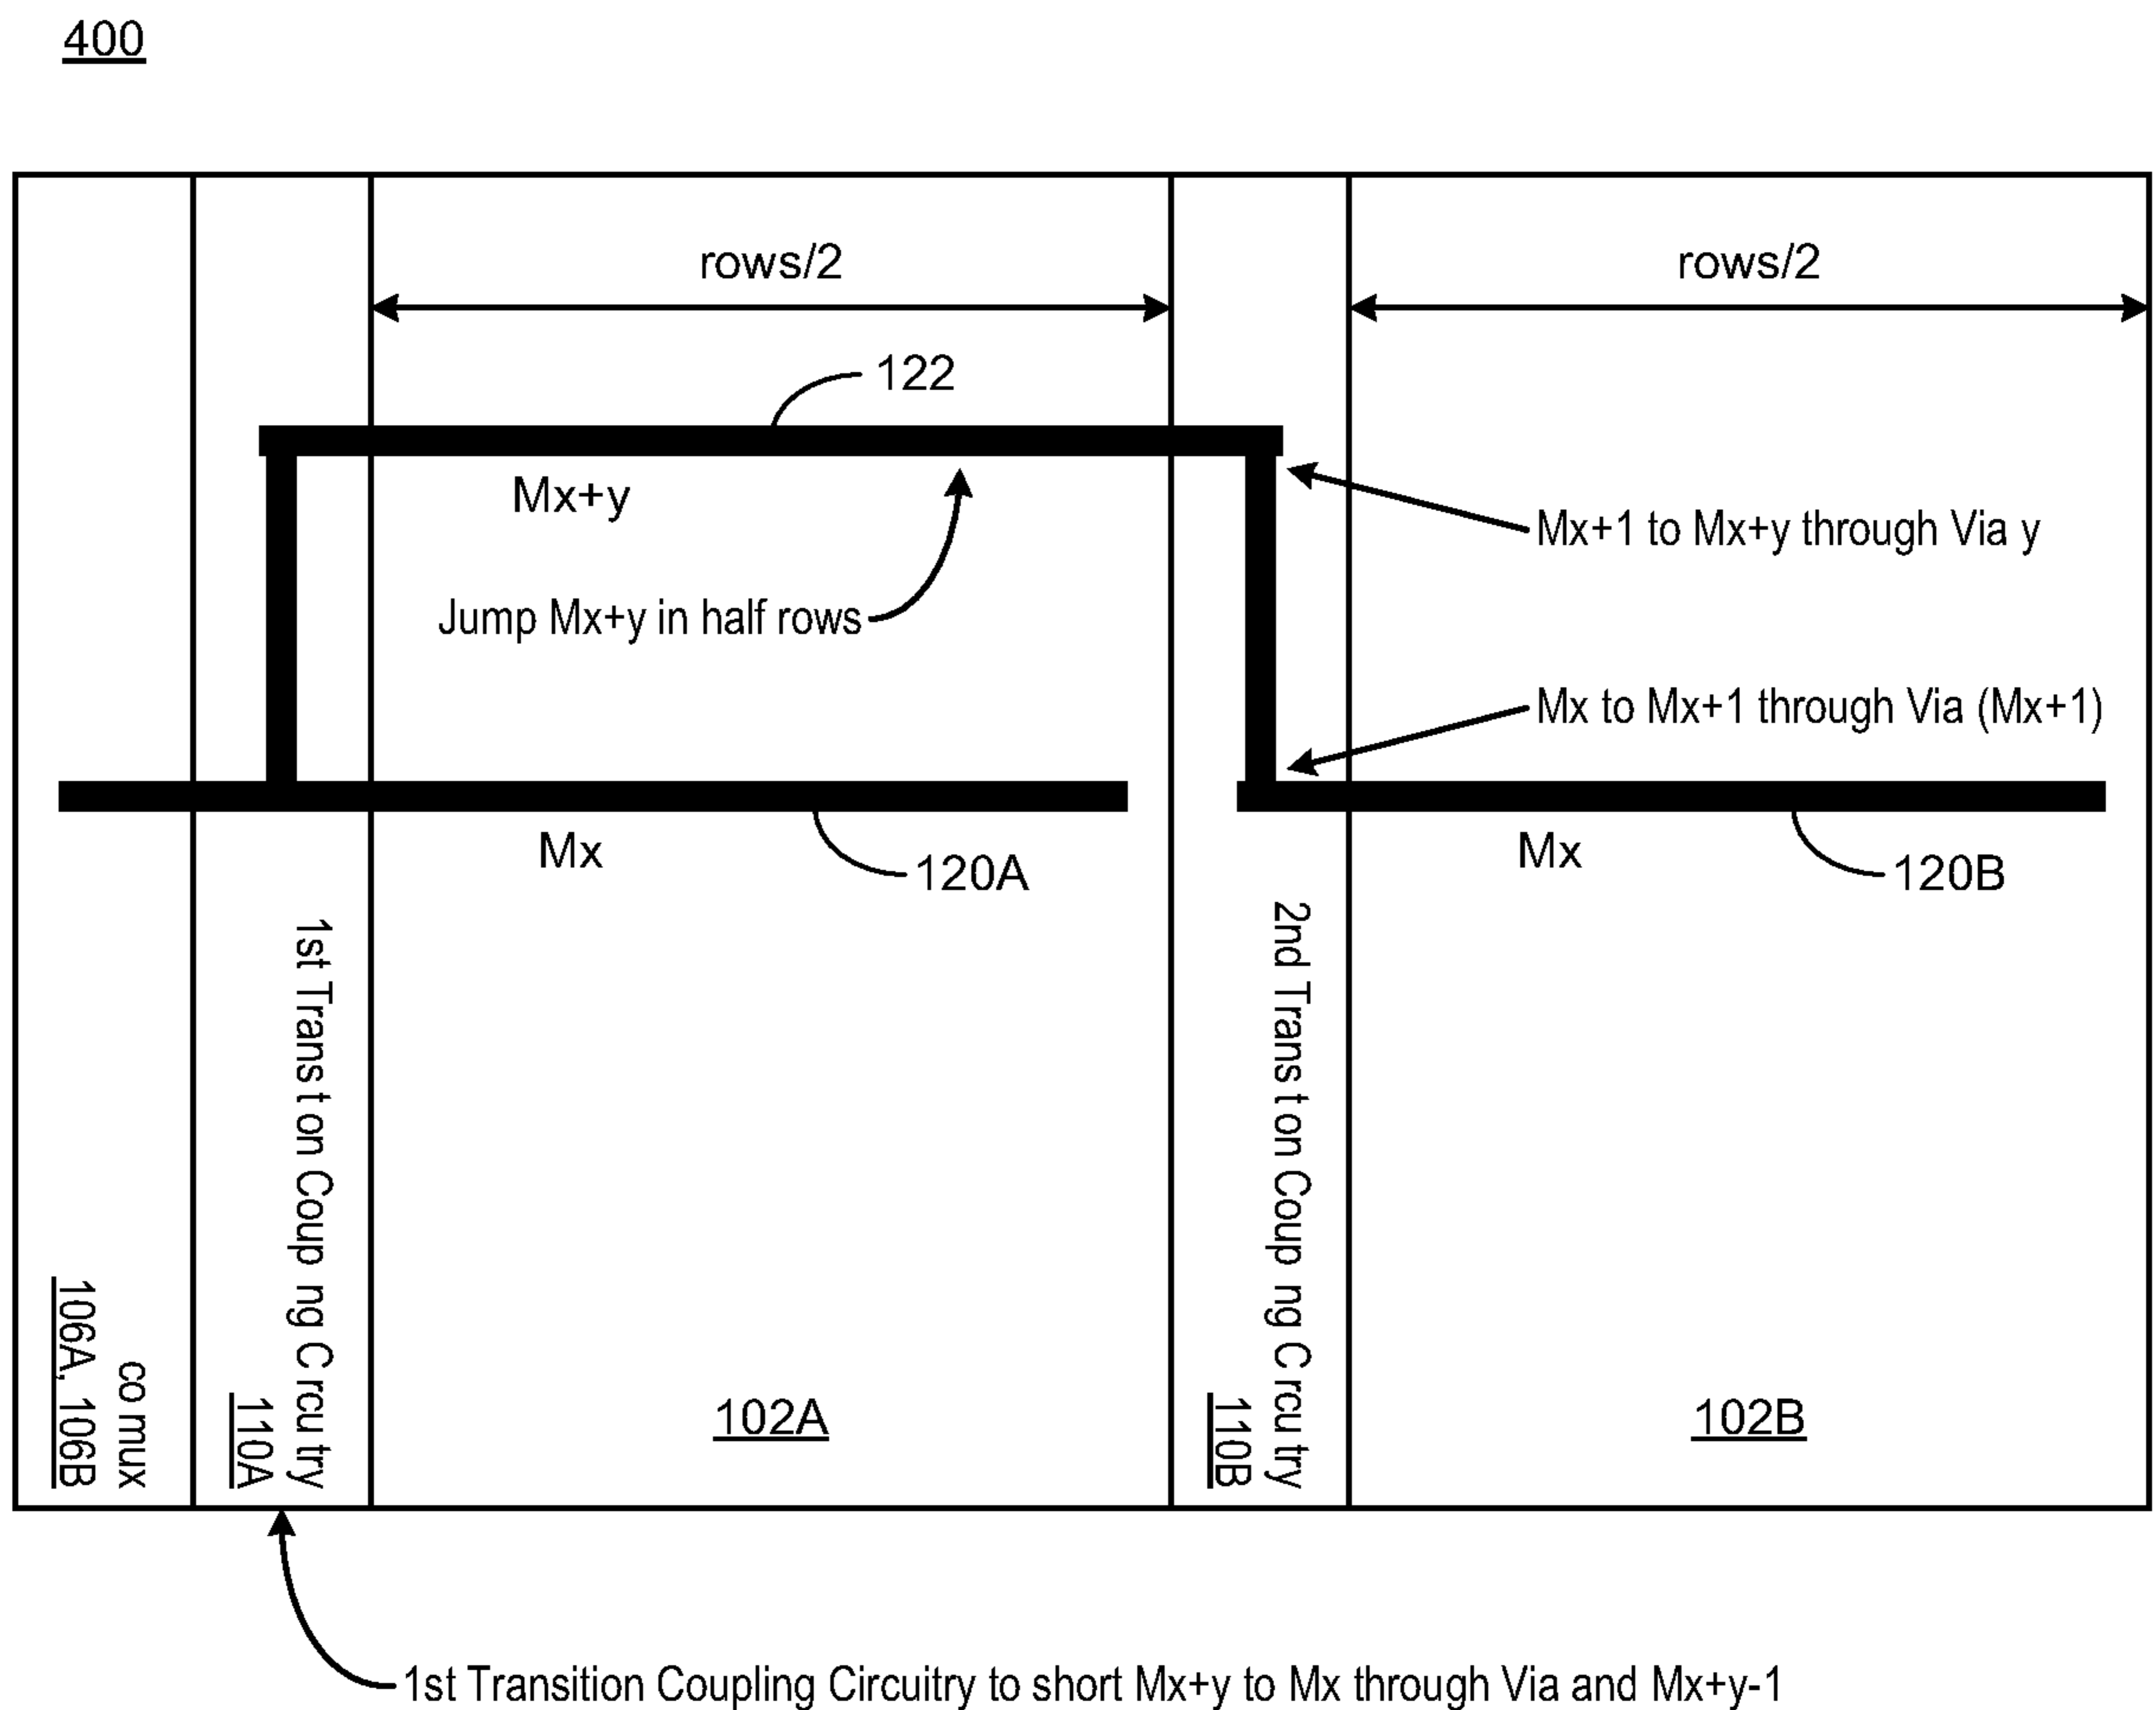 400
rows/2
rows/2
122
Mx+y
Mx+1 to Mx+y through Via y
Jump Mx+y in half rows
Mx to Mx+1 through Via (Mx+1)
Mx
120A
Mx
120B
106A, 106B
co mux
110A
1st Trans t on Coup ng C rcu try
102A
110B
2nd Trans t on Coup ng C rcu try
102B
1st Transition Coupling Circuitry to short Mx+y to Mx through Via and Mx+y-1